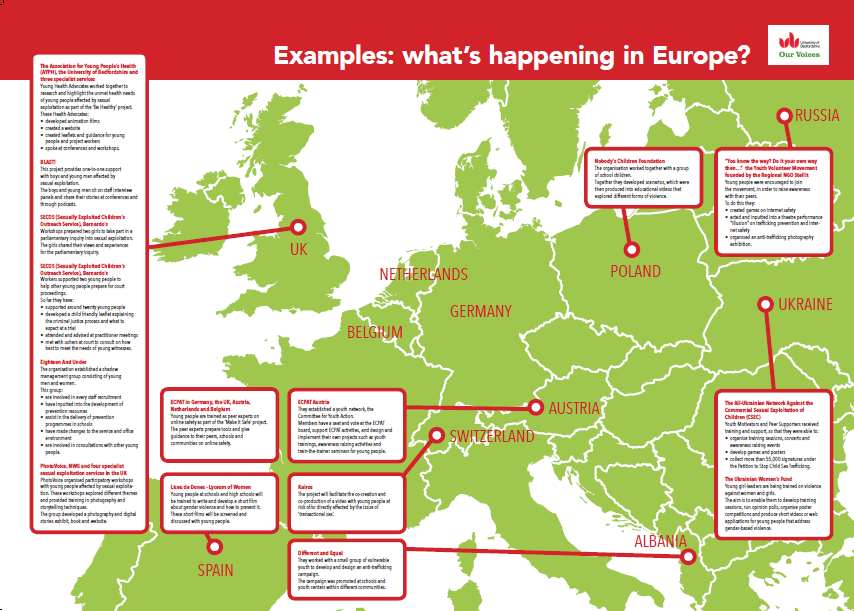 Examples: what's happening in Europe?
University of
Bedfordshire
Our Voices
The Association for Young People's Health
(AYPH), the University of Bedfordshire and
three specialist services
Young Health Advocates worked together to
research and highlight the unmet health needs
of young people affected by sexual
exploitation as part of the 'Be Healthy' project.
These Health Advocates:
• developed animation films
• created a website
• created leaflets and guidance for young
people and project workers
• spoke at conferences and workshops.
BLAST!
This project provides one-to-one support
with boys and young men affected by
sexual exploitation.
The boys and young men sit on staff interview
panels and share their stories at conferences and
through podcasts.
SECOS (Sexually Exploited Children's
Outreach Service), Barnardo's
Workshops prepared two girls to take part in a
parliamentary inquiry into sexual exploitation.
The girls shared their views and experiences
for the parliamentary inquiry.
SECOS (Sexually Exploited Children's
Outreach Service), Barnardo's
Workers supported two young people to
help other young people prepare for court
proceedings.
So far they have:
• supported around twenty young people
• developed a child friendly leaflet explaining
the criminal justice process and what to
expect at a trial
• attended and advised at practitioner meetings
• met with ushers at court to consult on how
best to meet the needs of young witnesses.
Eighteen And Under
The organisation established a shadow
management group consisting of young
men and women.
This group:
• are involved in every staff recruitment
• have inputted into the development of
prevention resources
• assist in the delivery of prevention
programmes in schools
• have made changes to the service and office
environment
• are involved in consultations with other young
people.
PhotoVoice, NWG and four specialist
sexual exploitation services in the UK
PhotoVoice organised participatory workshops
with young people affected by sexual exploita-
tion. These workshops explored different themes
and provided training in photography and
storytelling techniques.
The group developed a photography and digital
stories exhibit, book and website.
UK
NETHERLANDS
GERMANY
BELGIUM
Nobody's Children Foundation
The organisation worked together with a group
of school children.
Together they developed scenarios, which were
then produced into educational videos that
explored different forms of violence.
POLAND
RUSSIA
"You know the way? Do it your own way
then..." the Youth Volunteer Movement
founded by the Regional NGO Stellit
Young people were encouraged to join
the movement, in order to raise awareness
with their peers.
To do this they:
• created games on internet safety
• acted and inputted into a theatre performance
"Illusion" on trafficking prevention and inter-
net safety
• organised an anti-trafficking photography
exhibition.
UKRAINE
The All-Ukrainian Network Against the
Commercial Sexual Exploitation of
Children (CSEC)
Youth Motivators and Peer Supporters received
training and support, so that they were able to:
• organise training sessions, concerts and
awareness raising events
• develop games and posters
• collect more than 55,000 signatures under
the Petition to Stop Child Sex Trafficking.
The Ukrainian Women's Fund
Young girl-leaders are being trained on violence
against women and girls.
The aim is to enable them to develop training
sessions, run opinion polls, organise poster
competitions and produce short videos or web
applications for young people that address
gender-based violence.
ECPAT in Germany, the UK, Austria,
Netherlands and Belgium
Young people are trained as peer experts on
online safety as part of the 'Make It Safe' project.
The peer experts prepare tools and give
guidance to their peers, schools and
communities on online safety.
ECPAT Austria
They established a youth network, the
Committee for Youth Action.
Members have a seat and vote at the ECPAT
board, support ECPAT activities, and design and
implement their own projects such as youth
trainings, awareness raising activities and
train-the-trainer seminars for young people.
AUSTRIA
SWITZERLAND
Liceu de Dones - Lyceum of Women
Young people at schools and high schools will
be trained to write and develop a short film
about gender violence and how to prevent it.
These short films will be screened and
discussed with young people.
SPAIN
Kairos
The project will facilitate the co-creation and
co-production of a video with young people at
risk of/or directly affected by the issue of
'transactional sex'.
Different and Equal
They worked with a small group of vulnerable
youth to develop and design an anti-trafficking
campaign.
The campaign was promoted at schools and
youth centers within different communities.
ALBANIA